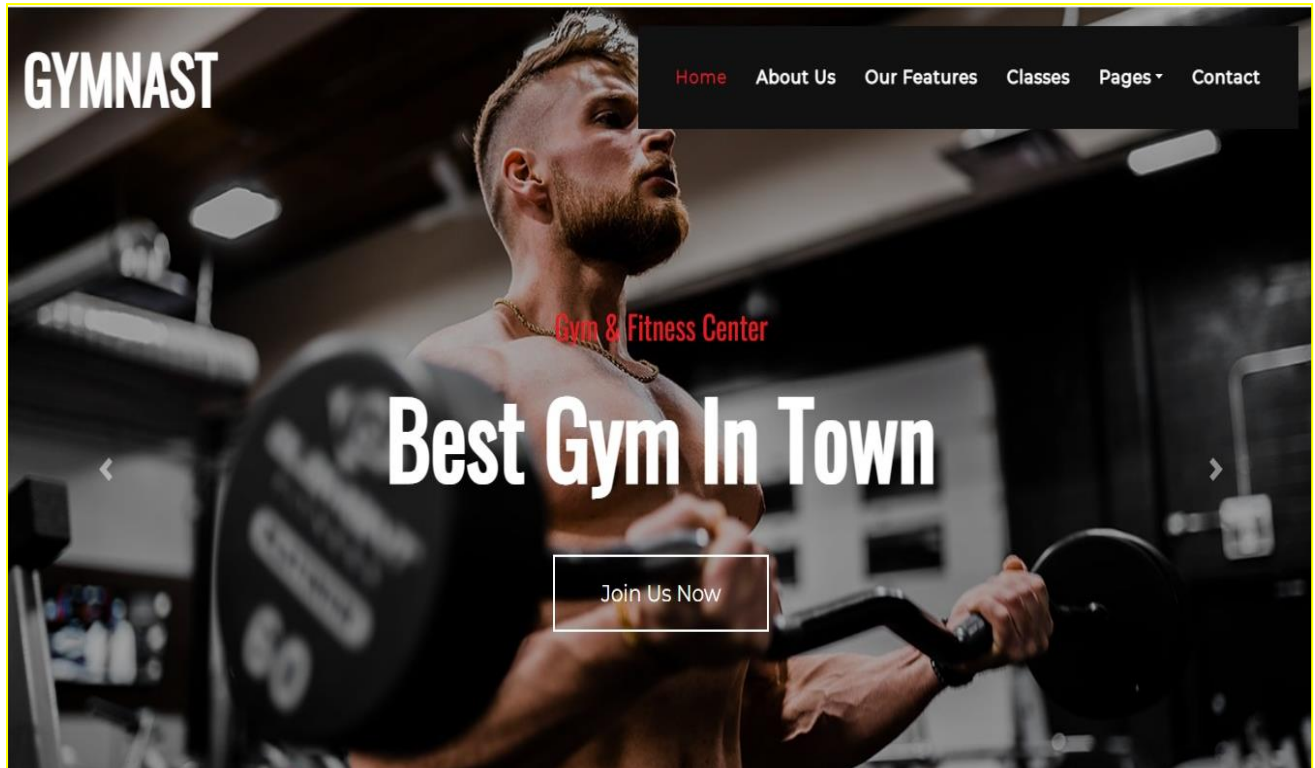 GYMNAST
Home About Us Our Features Classes Pages Contact
Gym & Fitness Center
Best Gym In Town
Join Us Now
60